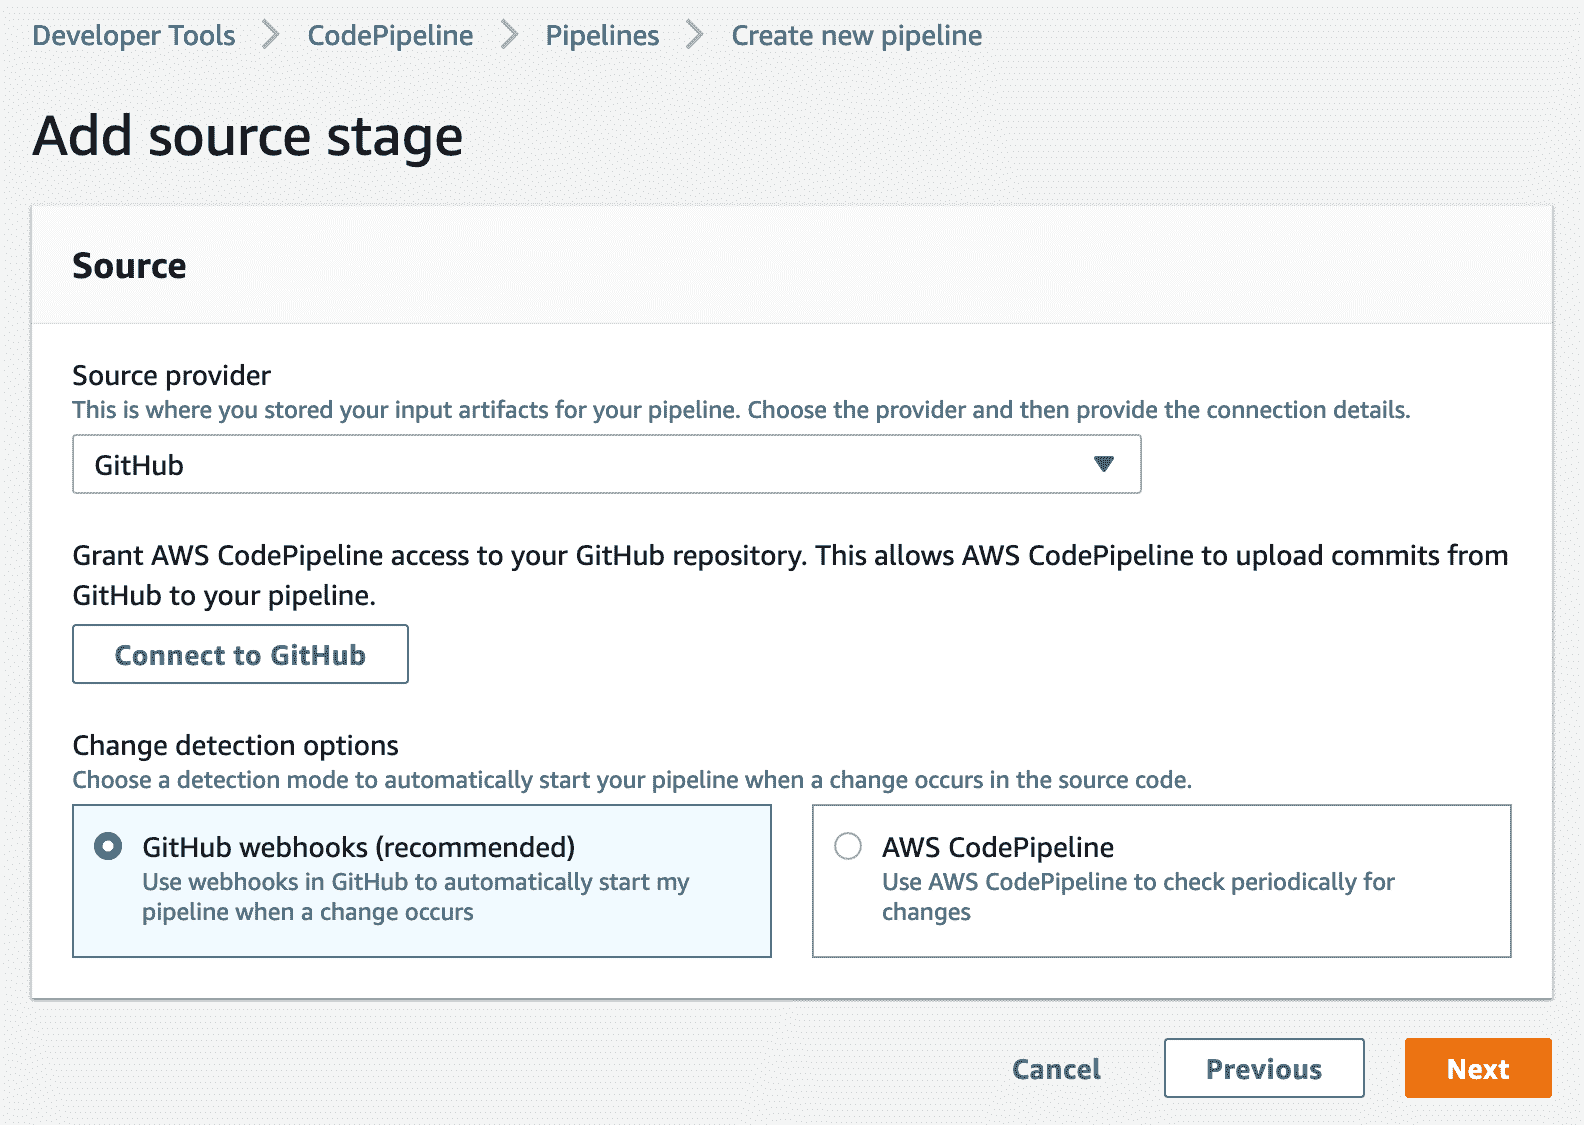 Developer Tools > CodePipeline > Pipelines > Create new pipeline
Add source stage
Source
Source provider
This is where you stored your input artifacts for your pipeline. Choose the provider and then provide the connection details.
GitHub
Grant AWS CodePipeline access to your GitHub repository. This allows AWS CodePipeline to upload commits from
GitHub to your pipeline.
Connect to GitHub
Change detection options
Choose a detection mode to automatically start your pipeline when a change occurs in the source code.
GitHub webhooks (recommended)
Use webhooks in GitHub to automatically start my
pipeline when a change occurs
AWS CodePipeline
Use AWS CodePipeline to check periodically for
changes
Cancel
Previous
Next